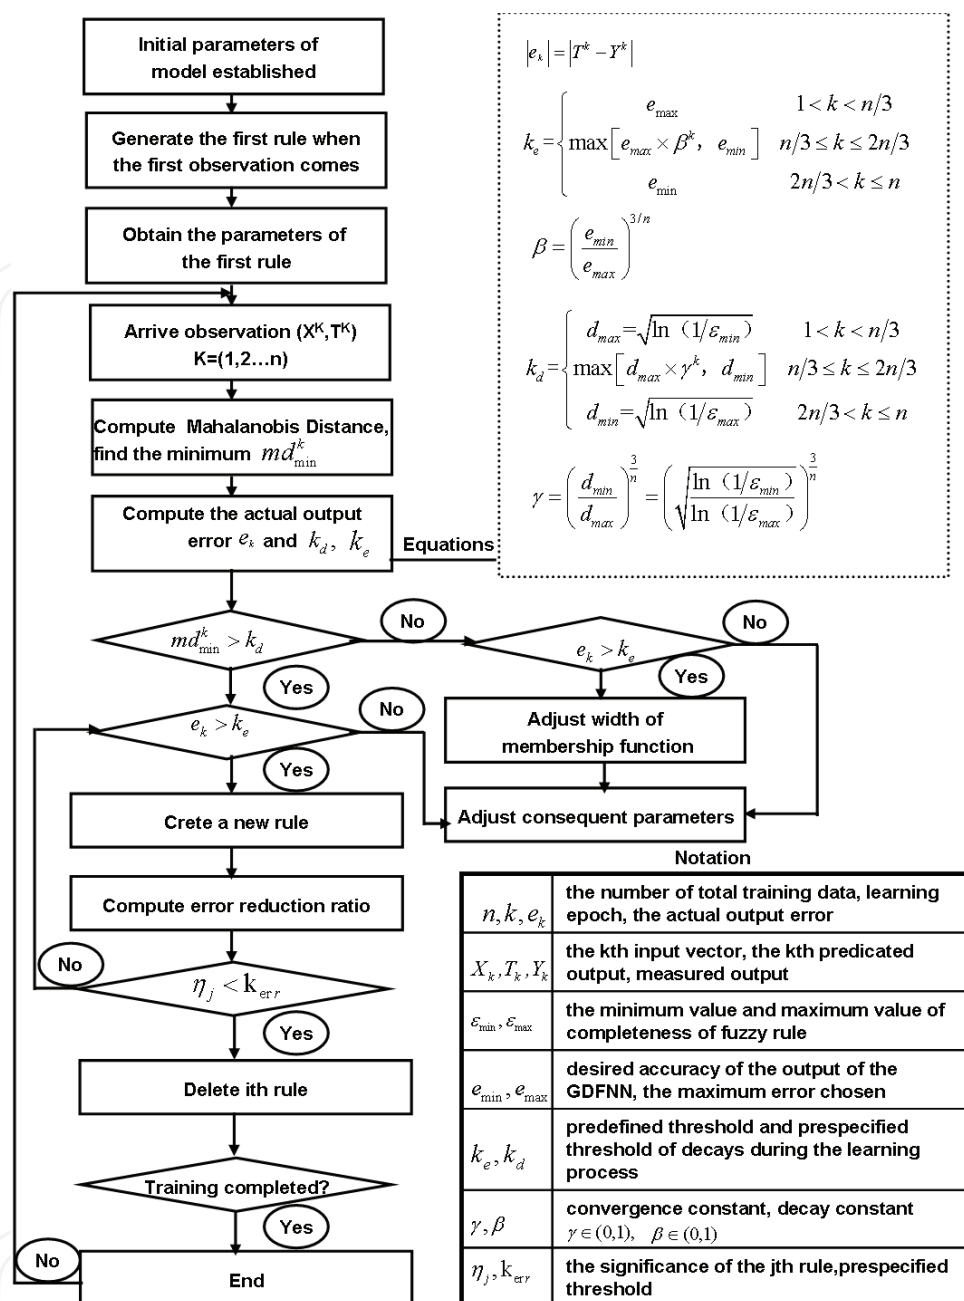 Initial parameters of
model established
Generate the first rule when
the first observation comes
Obtain the parameters of
the first rule
Arrive observation (Xᴷ,Tᴷ)
K=(1,2...n)
Compute Mahalanobis Distance,
find the minimum md_min^k
Compute the actual output
error e_k and k_d, k_e
Equations
|e_k|=|T^k − Y^k|
k_e = { e_max 1 < k < n/3
max[e_max × β^k, e_min] n/3 ≤ k ≤ 2n/3
e_min 2n/3 < k ≤ n
β = (e_min / e_max)^{3/n}
k_d = { d_max = √ln (1/ε_min) 1 < k < n/3
max[d_max × γ^k, d_min] n/3 ≤ k ≤ 2n/3
d_min = √ln (1/ε_max) 2n/3 < k ≤ n
γ = (d_min / d_max)^{3/n} = (√(ln (1/ε_min) / ln (1/ε_max)))^{3/n}
md_min^k > k_d
No
e_k > k_e
No
Yes
Yes
Adjust width of
membership function
Adjust consequent parameters
e_k > k_e
No
Yes
Crete a new rule
Compute error reduction ratio
No
η_j < k_err
Yes
Delete ith rule
Training completed?
Yes
No
End
Notation
n, k, e_k
the number of total training data, learning
epoch, the actual output error
X_k, T_k, Y_k
the kth input vector, the kth predicated
output, measured output
ε_min, ε_max
the minimum value and maximum value of
completeness of fuzzy rule
e_min, e_max
desired accuracy of the output of the
GDFNN, the maximum error chosen
k_e, k_d
predefined threshold and prespecified
threshold of decays during the learning
process
γ, β
convergence constant, decay constant
γ ∈ (0,1), β ∈ (0,1)
η_j, k_err
the significance of the jth rule,prespecified
threshold